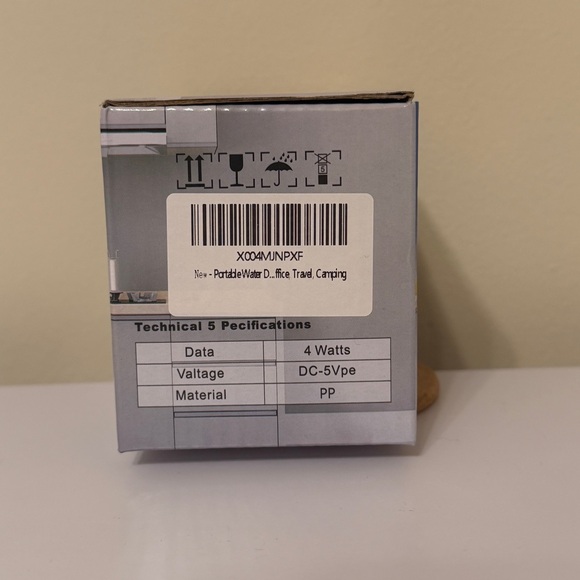 X004MJNPXF
New - Portable Water D...ffice, Travel, Camping
Technical 5 Pecifications
Data 4 Watts
Valtage DC-5Vpe
Material PP